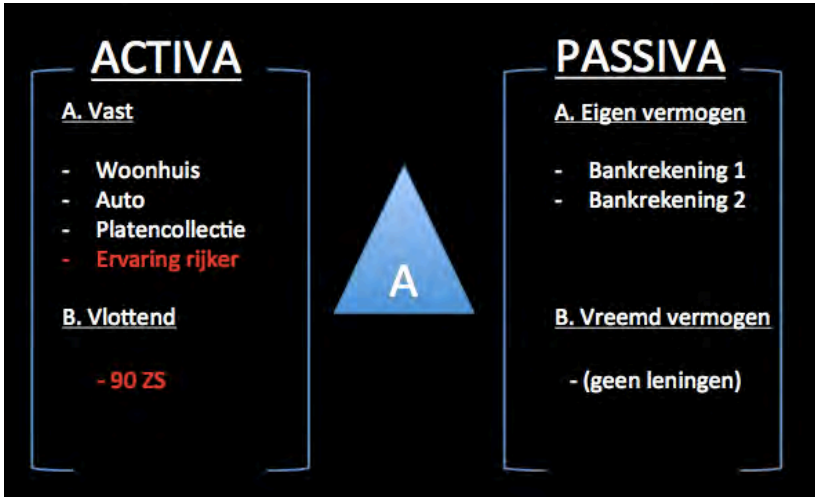 ACTIVA
A. Vast
- Woonhuis
- Auto
- Platencollectie
- Ervaring rijker
B. Vlottend
- 90 ZS
A
PASSIVA
A. Eigen vermogen
- Bankrekening 1
- Bankrekening 2
B. Vreemd vermogen
- (geen leningen)